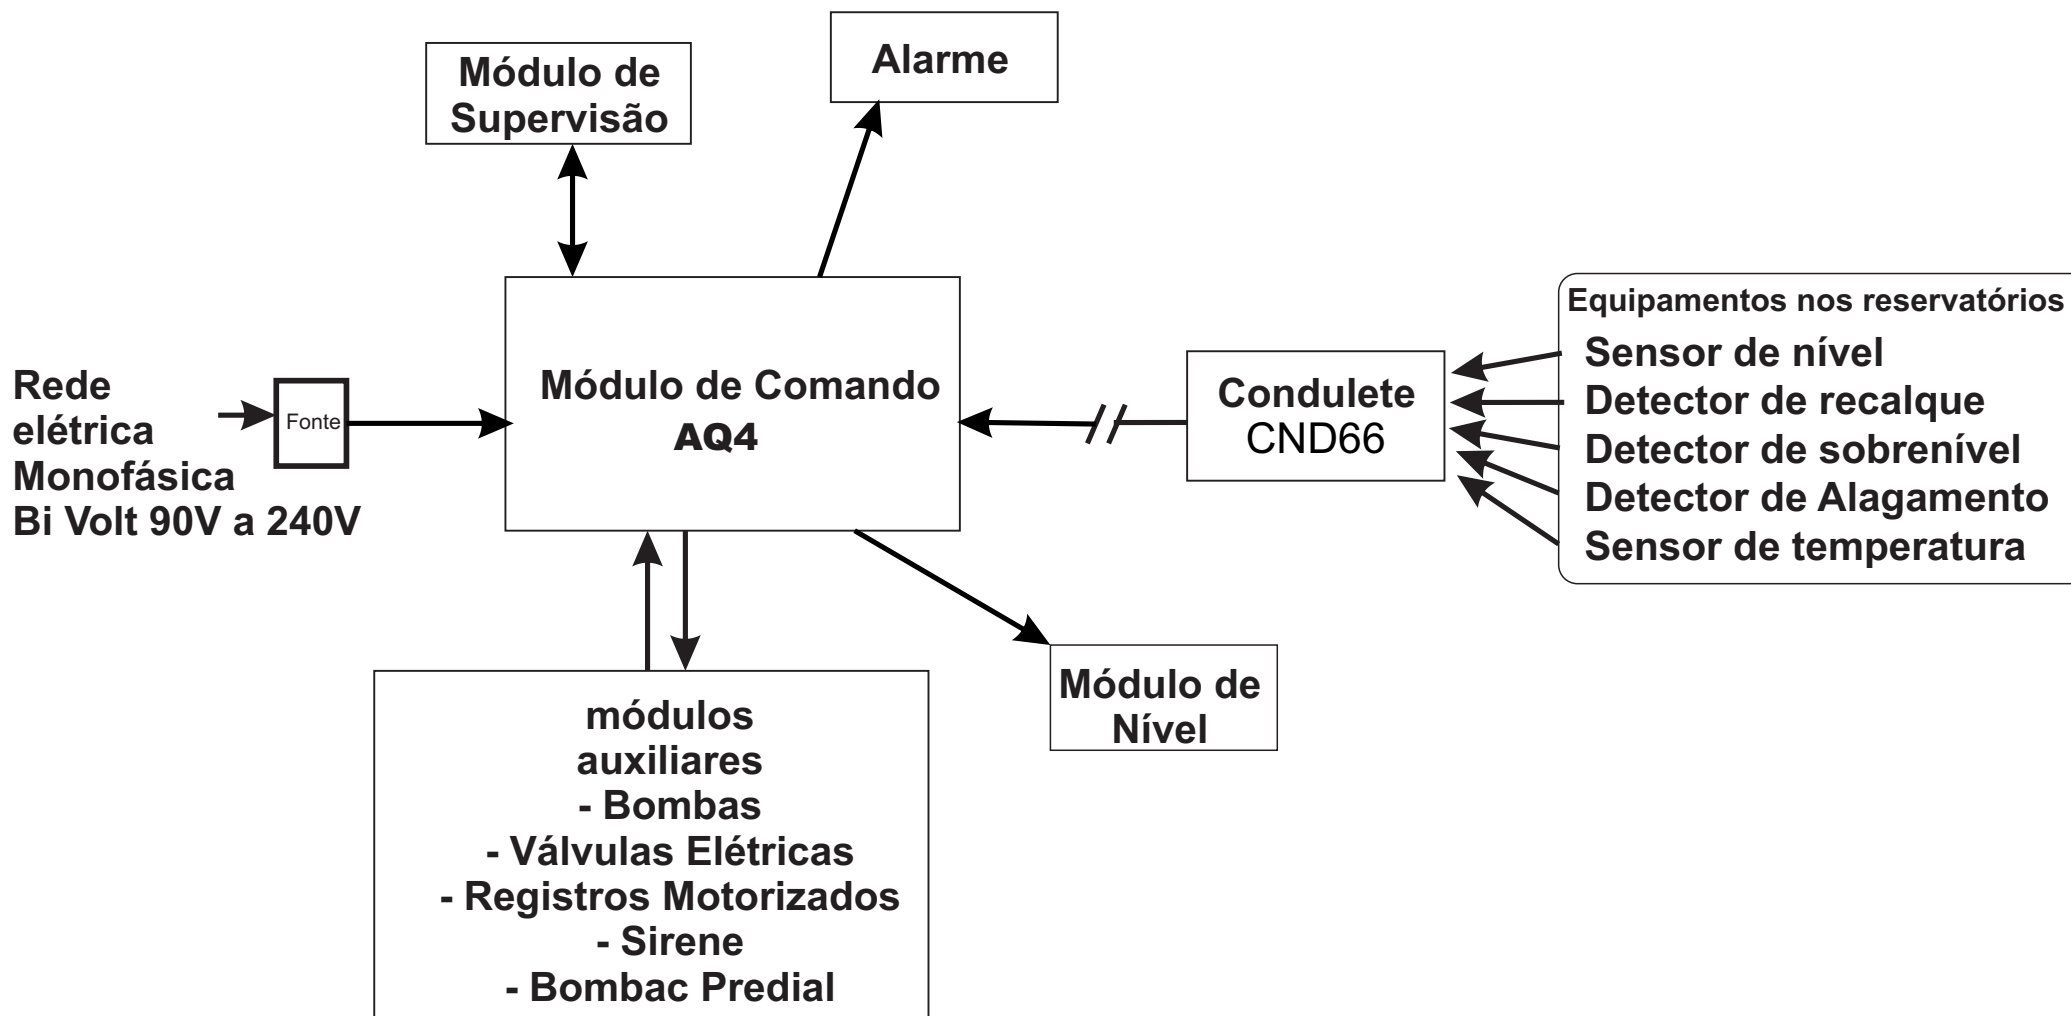 Alarme
Módulo de
Supervisão
Equipamentos nos reservatórios
Sensor de nível
Detector de recalque
Detector de sobrenível
Detector de Alagamento
Sensor de temperatura
Rede
elétrica
Monofásica
Bi Volt 90V a 240V
Fonte
Módulo de Comando
AQ4
Condulete
CND66
Módulo de
Nível
módulos
auxiliares
- Bombas
- Válvulas Elétricas
- Registros Motorizados
- Sirene
- Bombac Predial